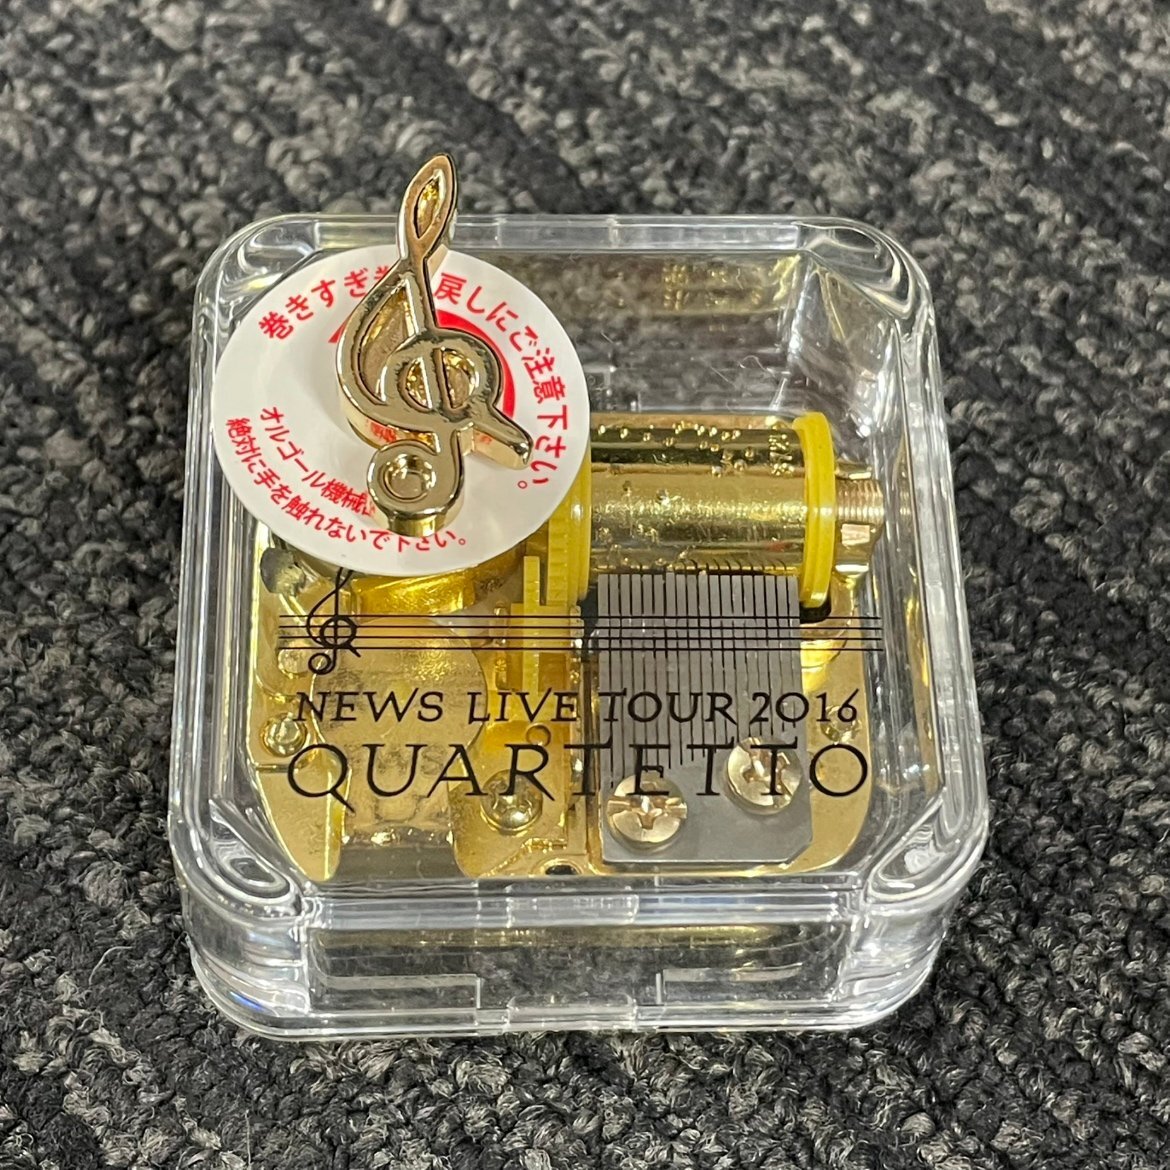 巻きすぎ 戻しにご注意下さい。
オルゴール機械
絶対に手を触れないで下さい。
NEWS LIVE TOUR 2016
QUARTETTO